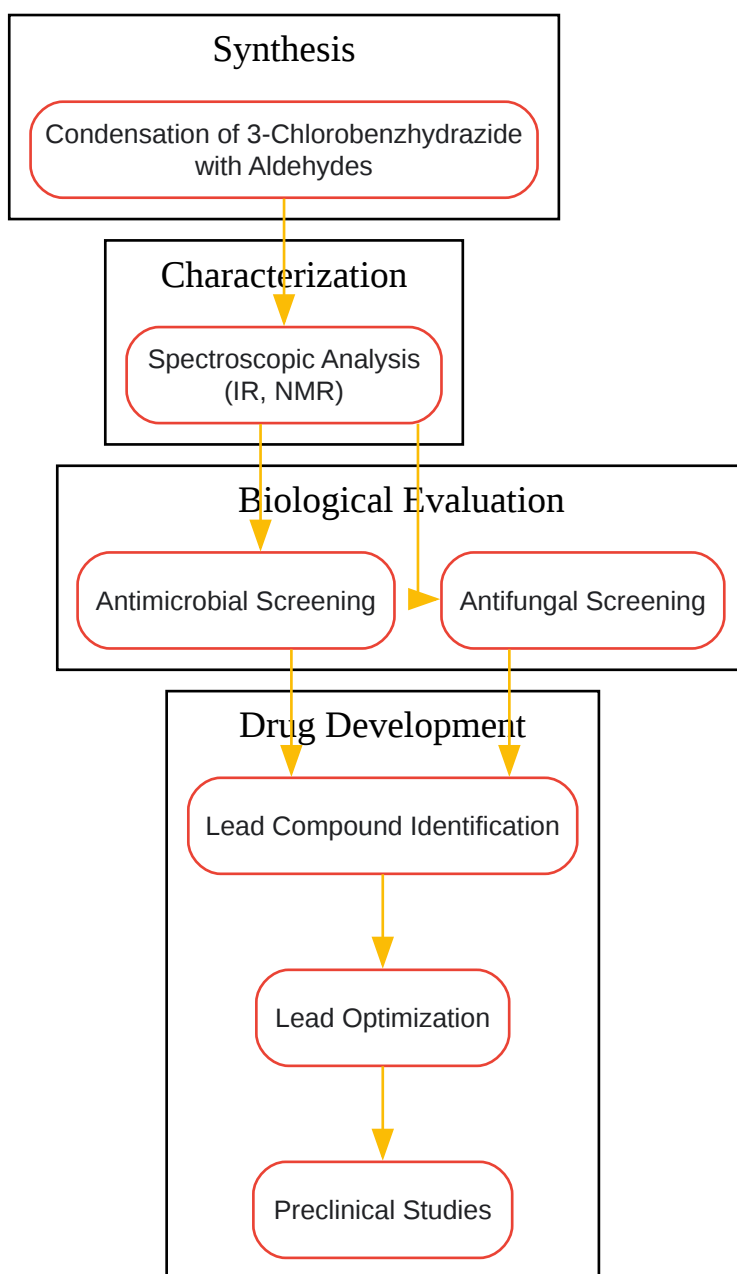 Synthesis
Condensation of 3-Chlorobenzhydrazide
with Aldehydes
Characterization
Spectroscopic Analysis
(IR, NMR)
Biological Evaluation
Antimicrobial Screening
Antifungal Screening
Drug Development
Lead Compound Identification
Lead Optimization
Preclinical Studies